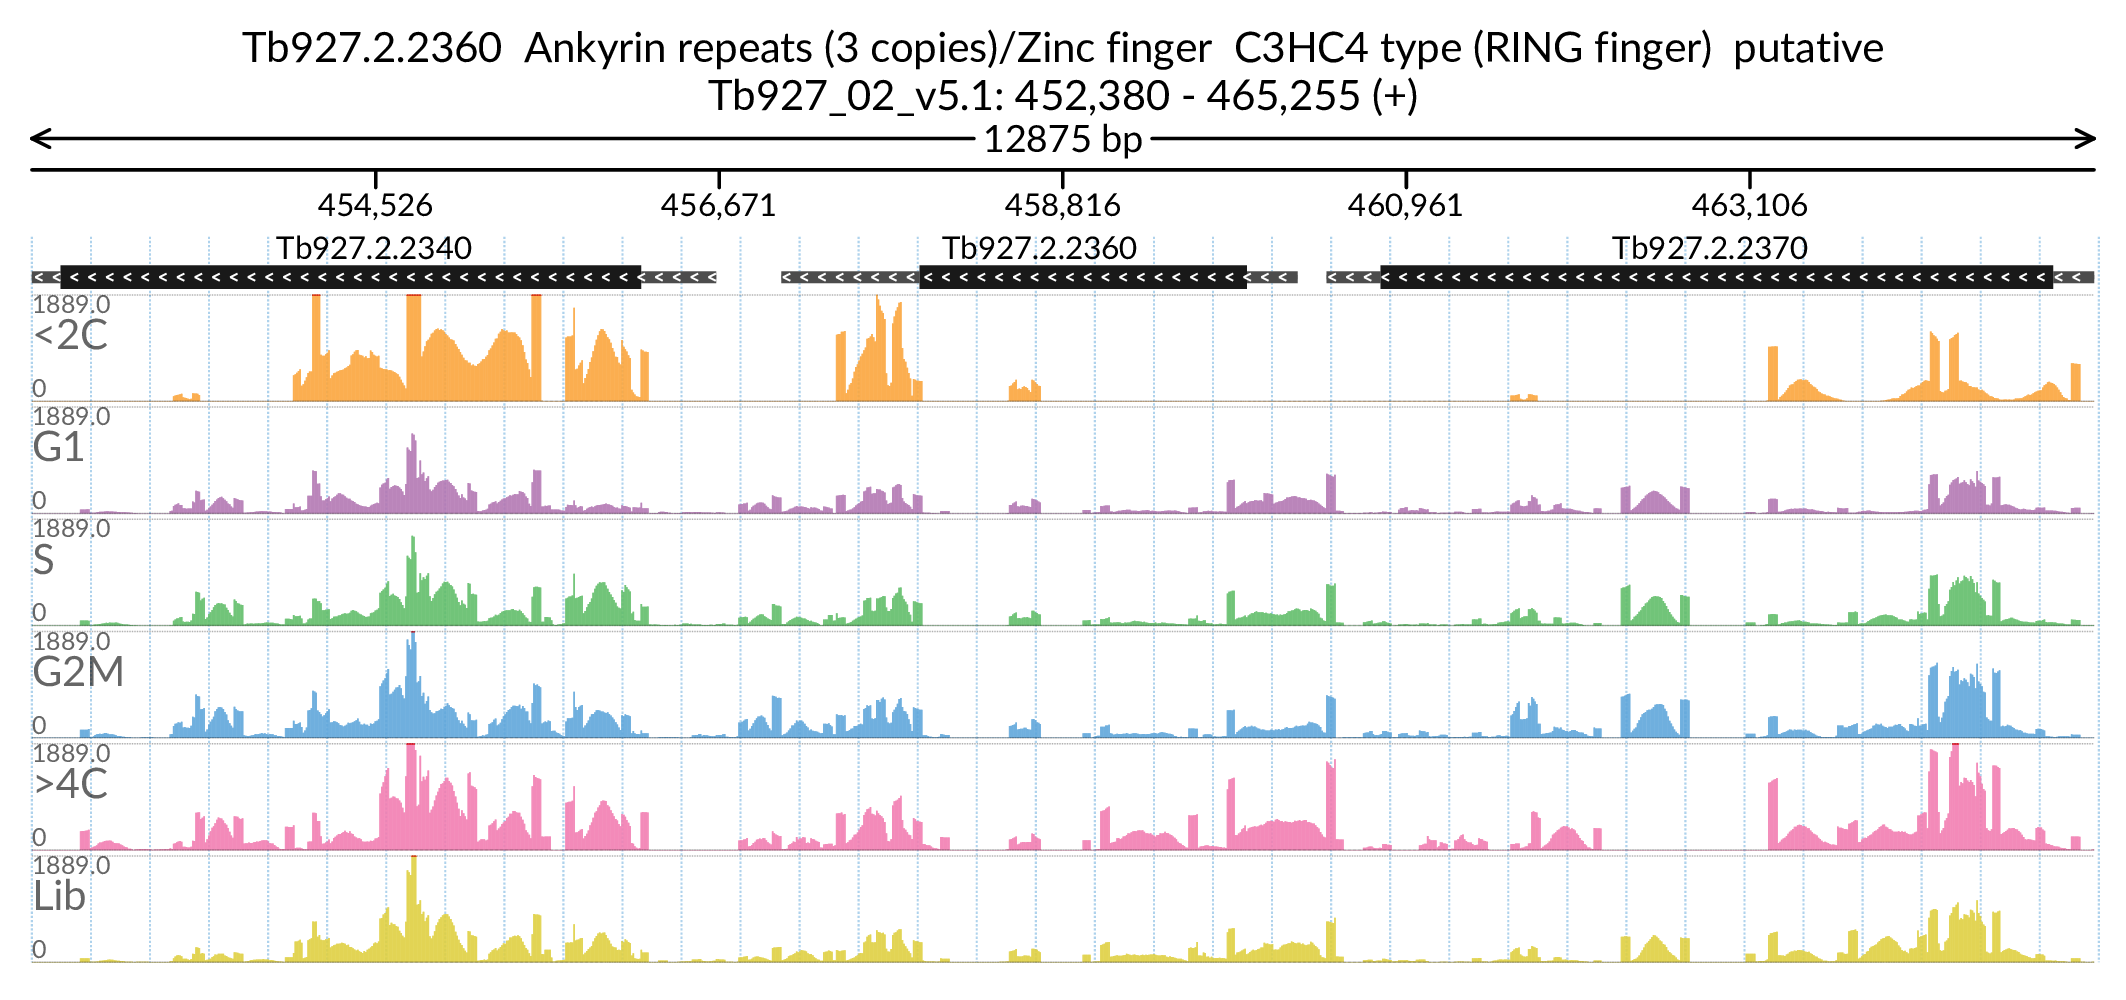 Tb927.2.2360  Ankyrin repeats (3 copies)/Zinc finger  C3HC4 type (RING finger)  putative
Tb927_02_v5.1: 452,380 - 465,255 (+)
12875 bp
454,526 456,671 458,816 460,961 463,106
Tb927.2.2340 Tb927.2.2360 Tb927.2.2370
1889.0
<2C
0
1889.0
G1
0
1889.0
S
0
1889.0
G2M
0
1889.0
>4C
0
1889.0
Lib
0